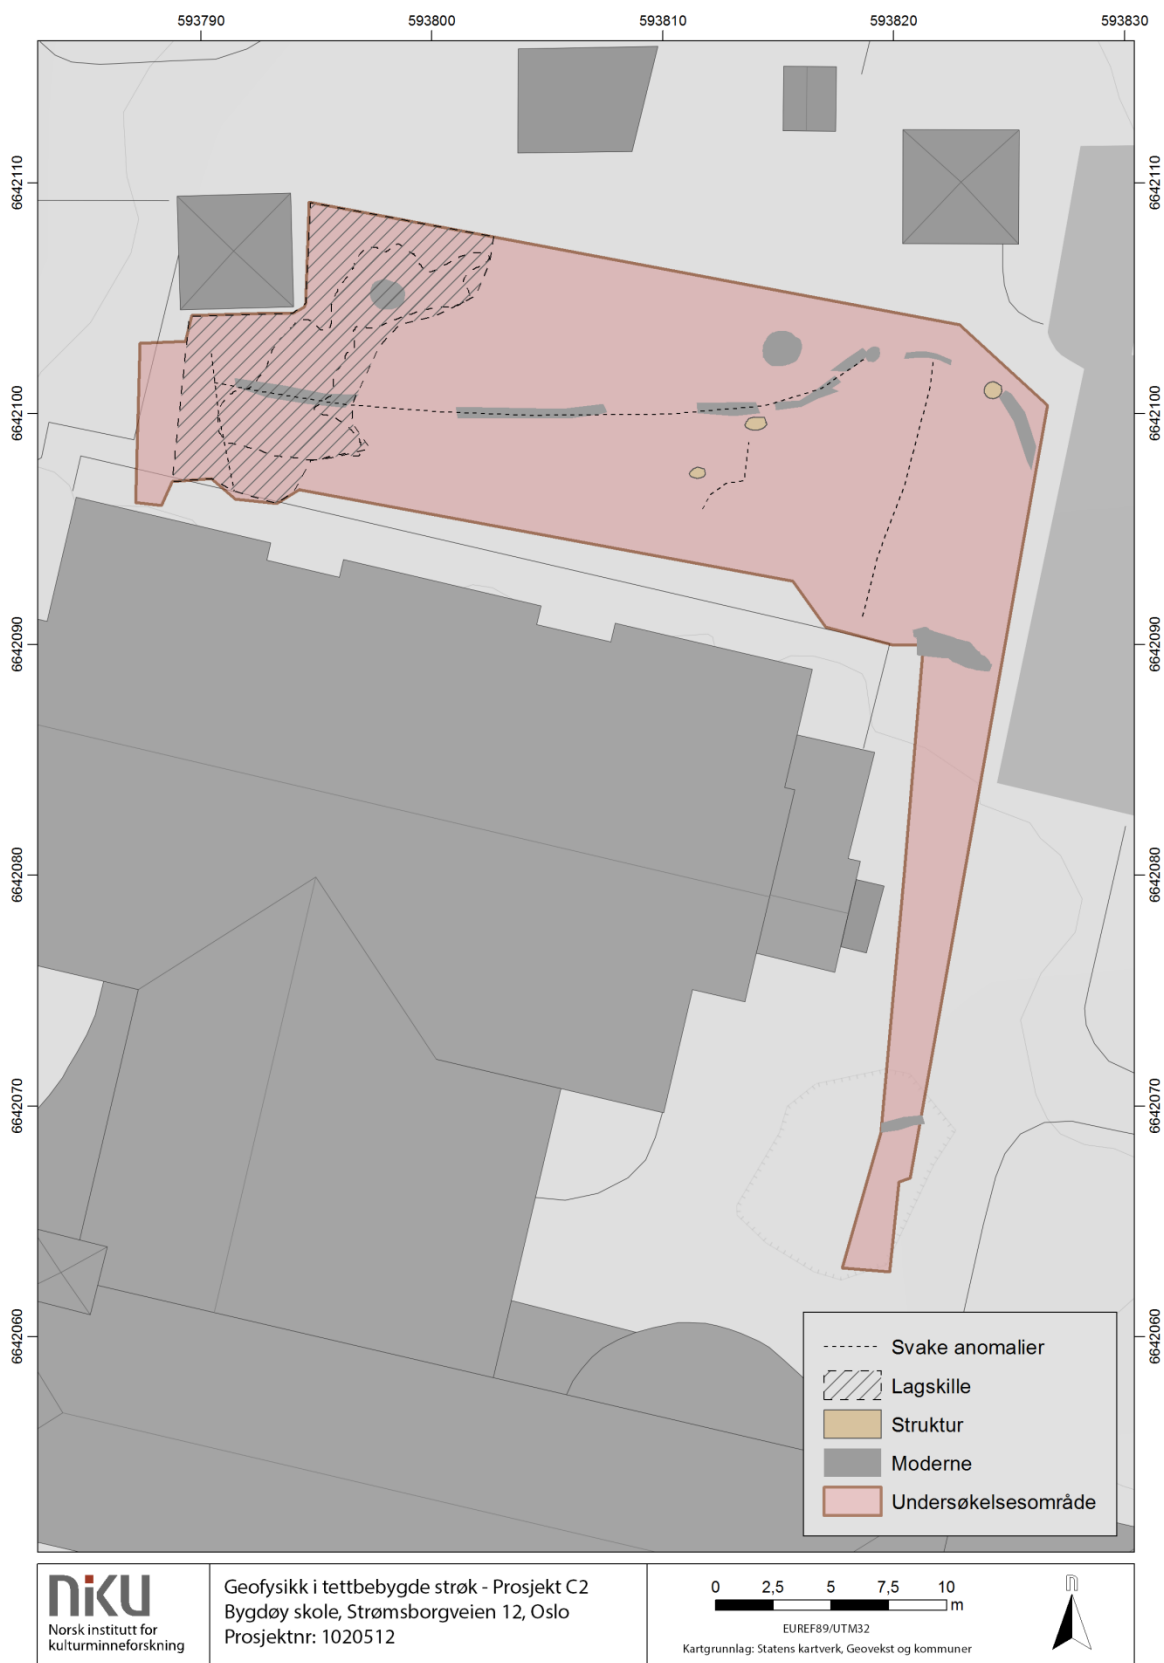 593790 593800 593810 593820 593830
6642110 6642110
6642100 6642100
6642090 6642090
6642080 6642080
6642070 6642070
6642060 6642060
Svake anomalier
Lagskille
Struktur
Moderne
Undersøkelsesområde
niku
Norsk institutt for
kulturminneforskning
Geofysikk i tettbebygde strøk - Prosjekt C2
Bygdøy skole, Strømsborgveien 12, Oslo
Prosjektnr: 1020512
0 2,5 5 7,5 10
m
EUREF89/UTM32
Kartgrunnlag: Statens kartverk, Geovekst og kommuner
n